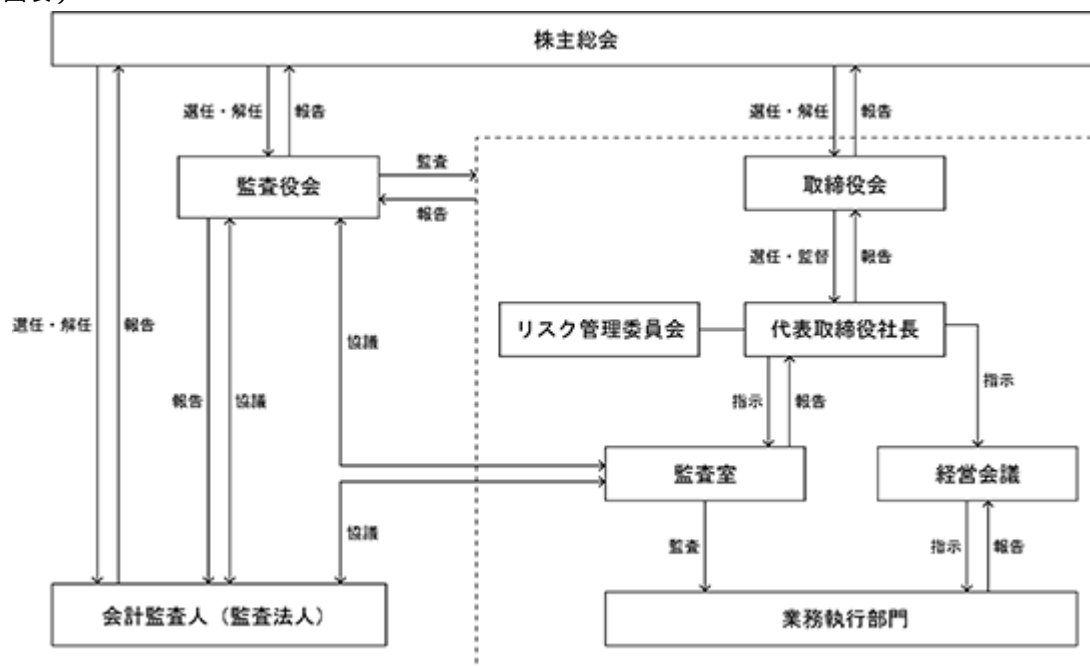 株主総会
選任・解任
報告
選任・解任
報告
監査役会
監査
報告
取締役会
選任・監督
報告
選任・解任
報告
協議
リスク管理委員会
代表取締役社長
指示
報告
協議
指示
報告
監査室
経営会議
協議
監査
指示
報告
会計監査人（監査法人）
業務執行部門